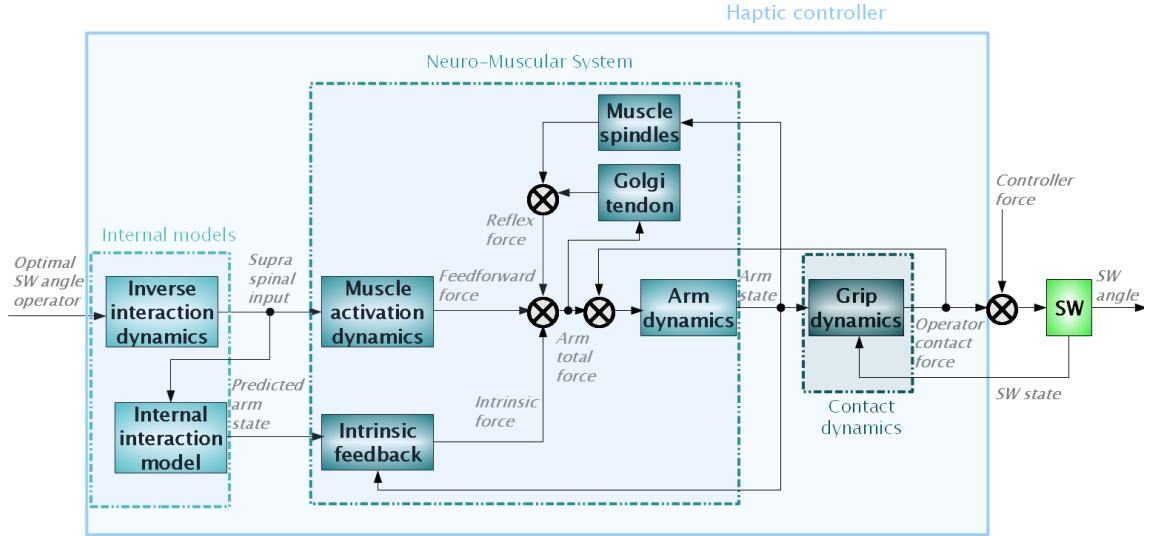 Haptic controller
Neuro-Muscular System
Muscle
spindles
Golgi
tendon
Controller
force
Reflex
force
Internal models
Optimal
SW angle
operator
Supra
spinal
input
Feedforward
force
Arm
state
SW
angle
Inverse
interaction
dynamics
Muscle
activation
dynamics
Arm
dynamics
Grip
dynamics
SW
Arm
total
force
Operator
contact
force
Predicted
arm
state
Intrinsic
force
SW state
Internal
interaction
model
Intrinsic
feedback
Contact
dynamics